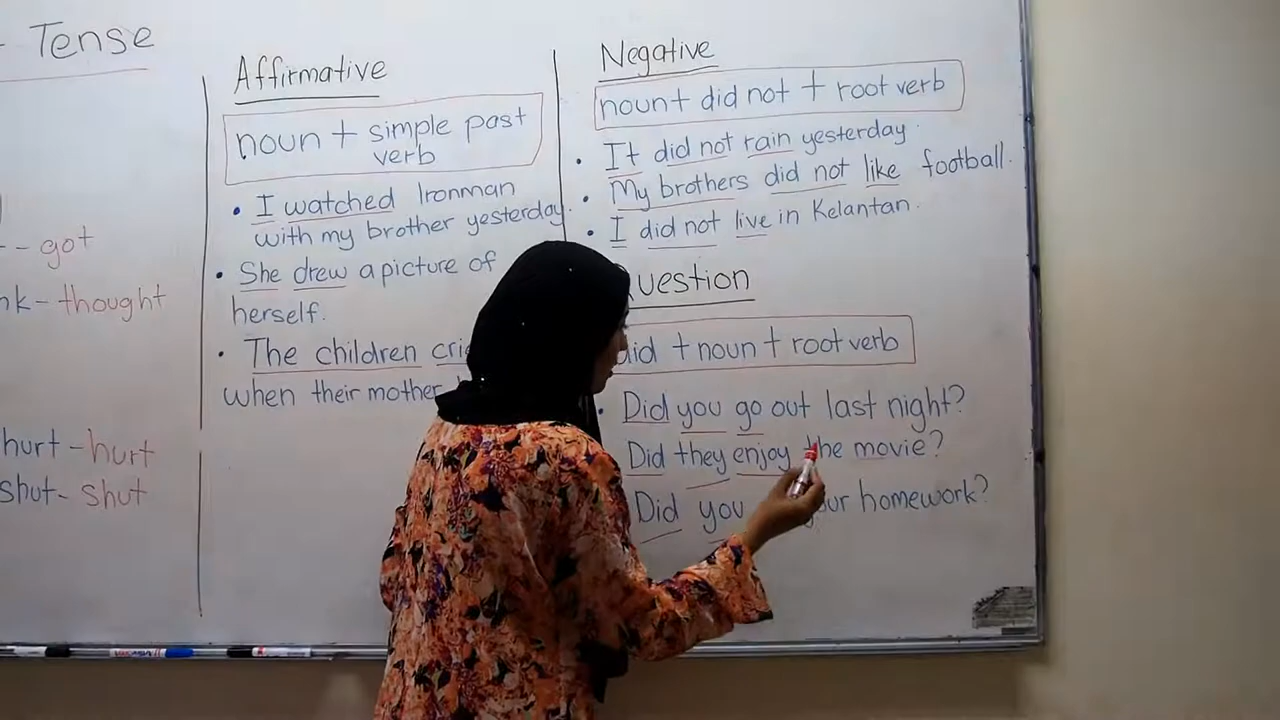 - Tense
- got
- thought
hurt - hurt
shut - shut
Affirmative
noun + simple past
verb
• I watched Ironman
with my brother yesterday.
• She drew a picture of
herself.
• The children
when their mother
Negative
noun + did not + root verb
• It did not rain yesterday.
• My brothers did not like football.
• I did not live in Kelantan.
did + noun + root verb
• Did you go out last night?
Did they enjoy the movie?
Did you homework?